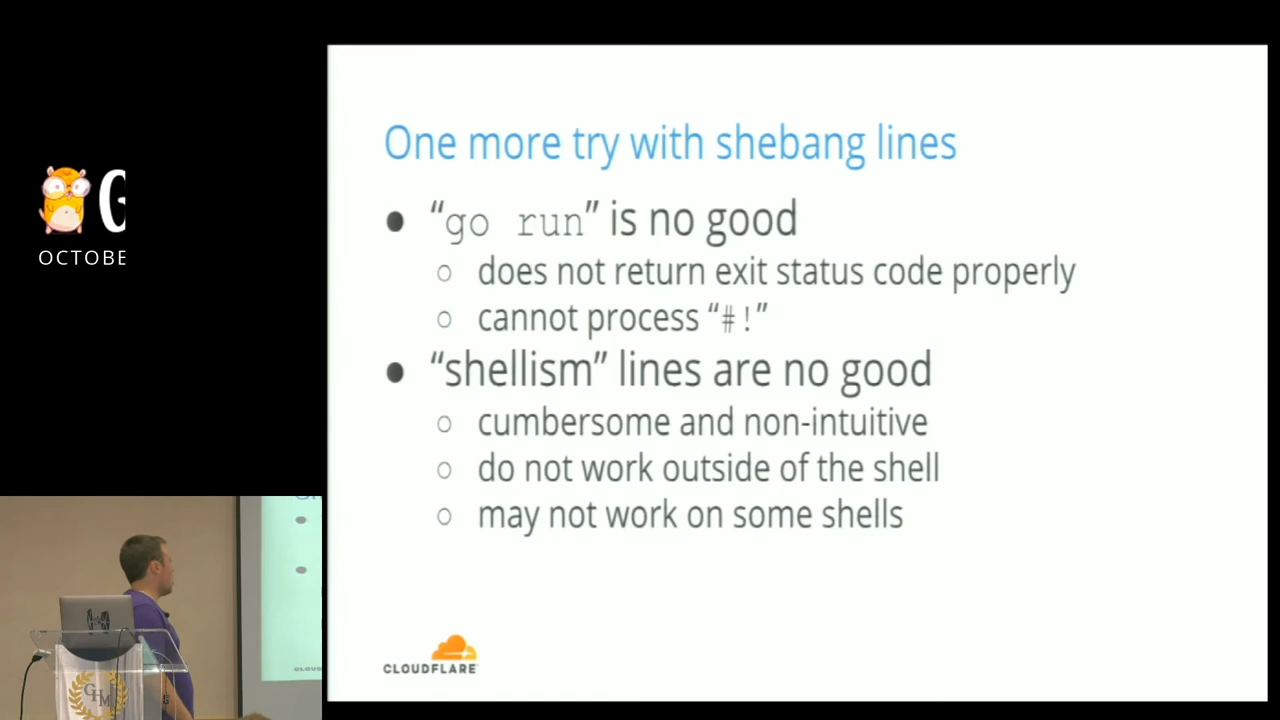 G
OCTOBE
One more try with shebang lines
● “go run” is no good
○ does not return exit status code properly
○ cannot process “#!”
● “shellism” lines are no good
○ cumbersome and non-intuitive
○ do not work outside of the shell
○ may not work on some shells
CLOUDFLARE
GHM
CLOUD